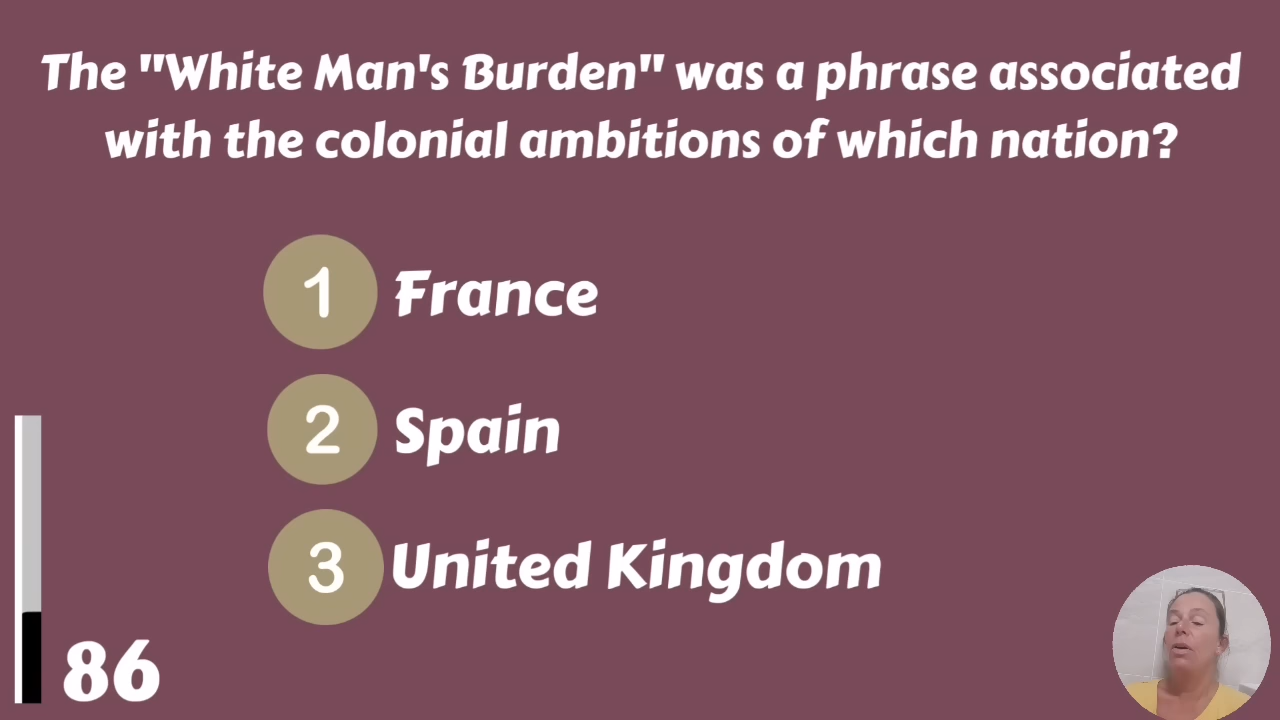 The "White Man's Burden" was a phrase associated
with the colonial ambitions of which nation?
1 France
2 Spain
3 United Kingdom
86